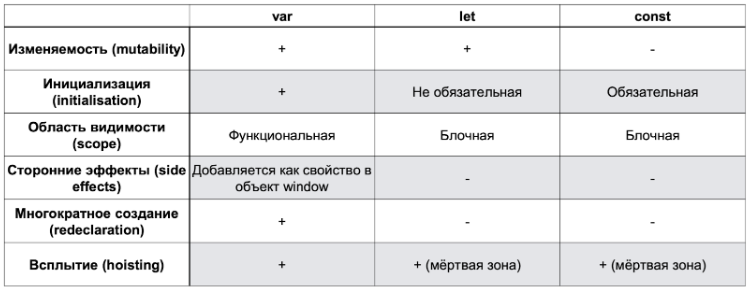 var let const
Изменяемость (mutability) + + -
Инициализация
(initialisation) + Не обязательная Обязательная
Область видимости
(scope) Функциональная Блочная Блочная
Сторонние эффекты (side
effects) Добавляется как свойство в
объект window - -
Многократное создание
(redeclaration) + - -
Всплытие (hoisting) + + (мёртвая зона) + (мёртвая зона)